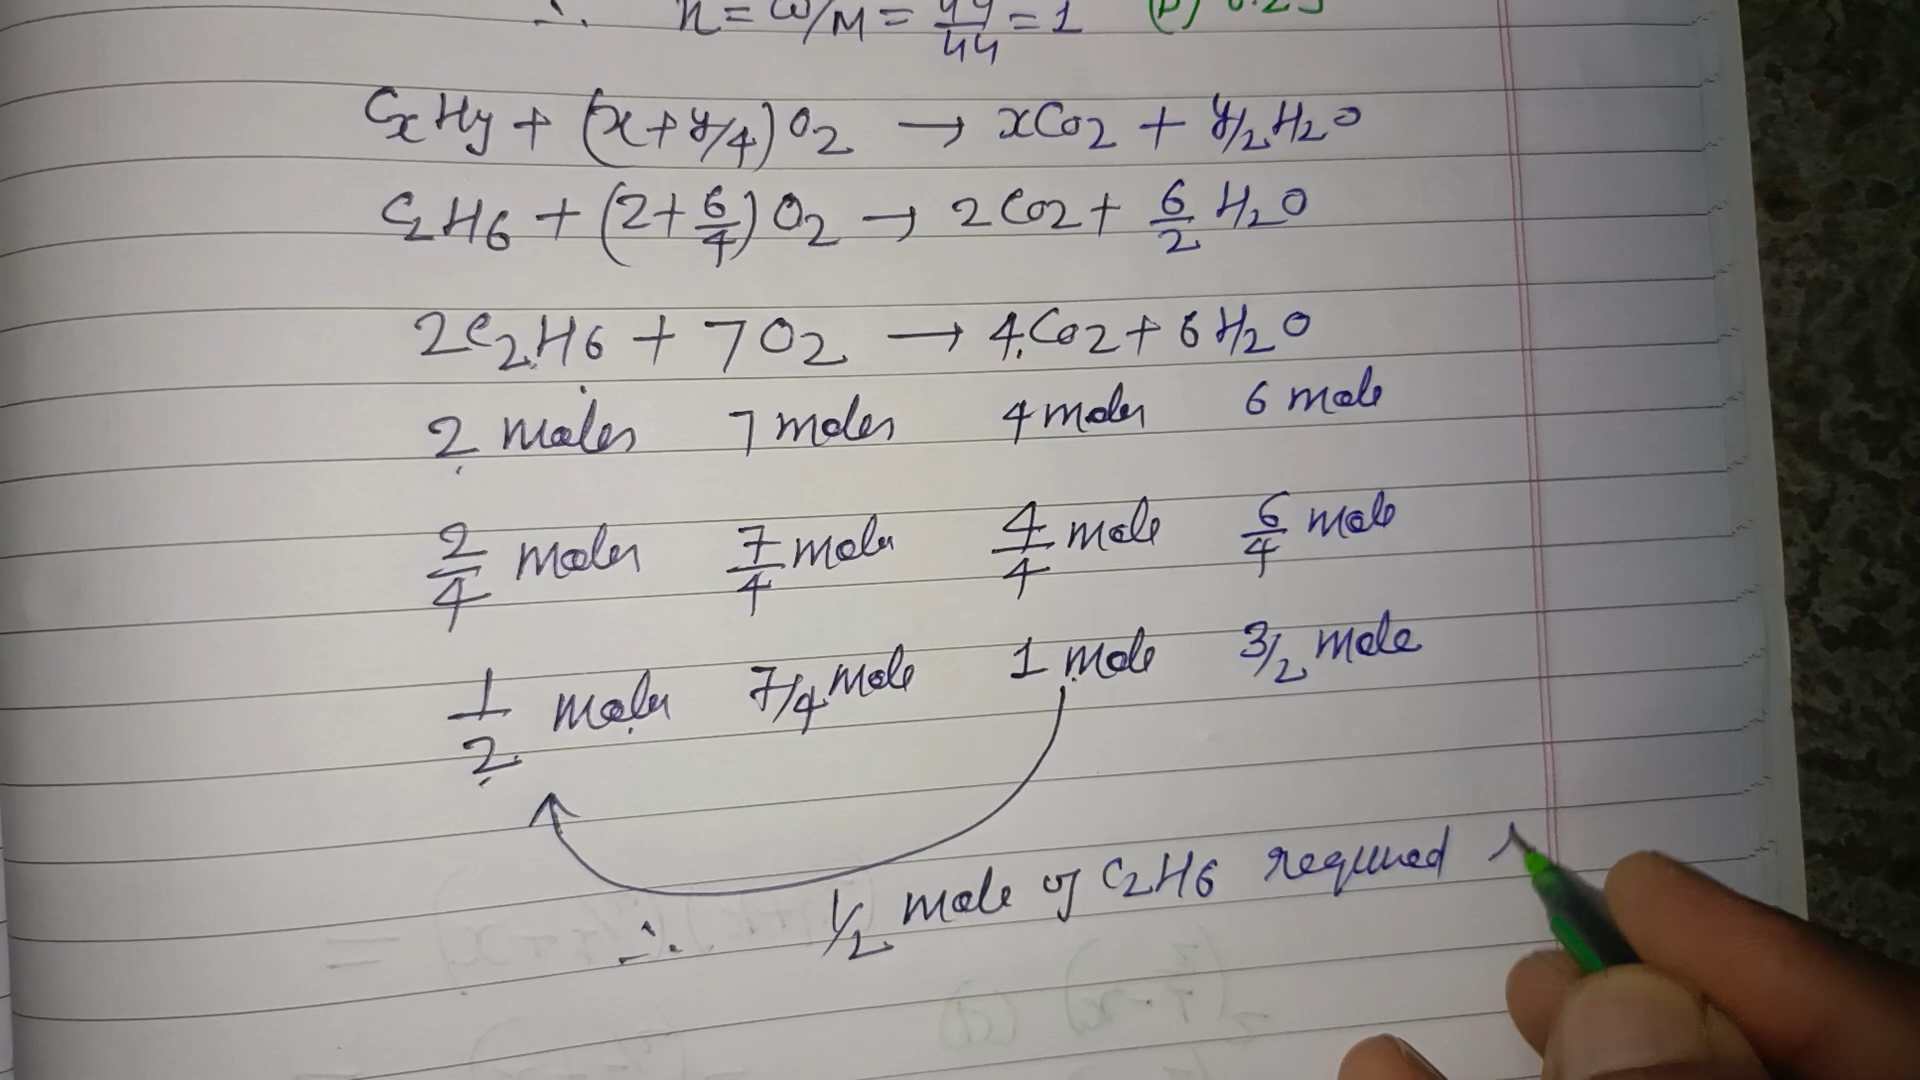 ∴ n = w/M = 44/44 = 1 (b) 0.25
CxHy + (x+y/4)O2 → xCO2 + y/2 H2O
C2H6 + (2+6/4)O2 → 2CO2 + 6/2 H2O
2C2H6 + 7O2 → 4CO2 + 6H2O
2 moles 7 moles 4 moles 6 mole
2/4 moles 7/4 moles 4/4 mole 6/4 mole
1/2 moles 7/4 mole 1 mole 3/2 mole
∴ 1/2 mole of C2H6 required